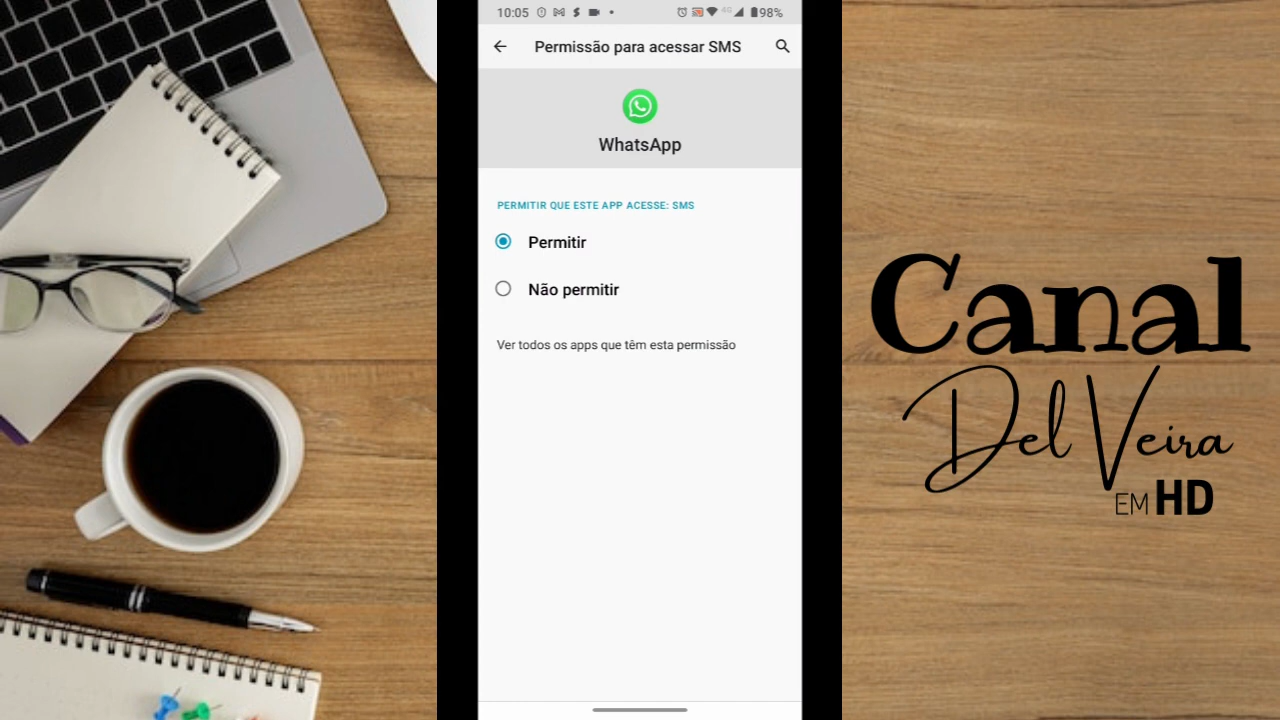 10:05
4G
98%
Permissão para acessar SMS
WhatsApp
PERMITIR QUE ESTE APP ACESSE: SMS
Permitir
Não permitir
Ver todos os apps que têm esta permissão
Canal
Del Veira
EM HD